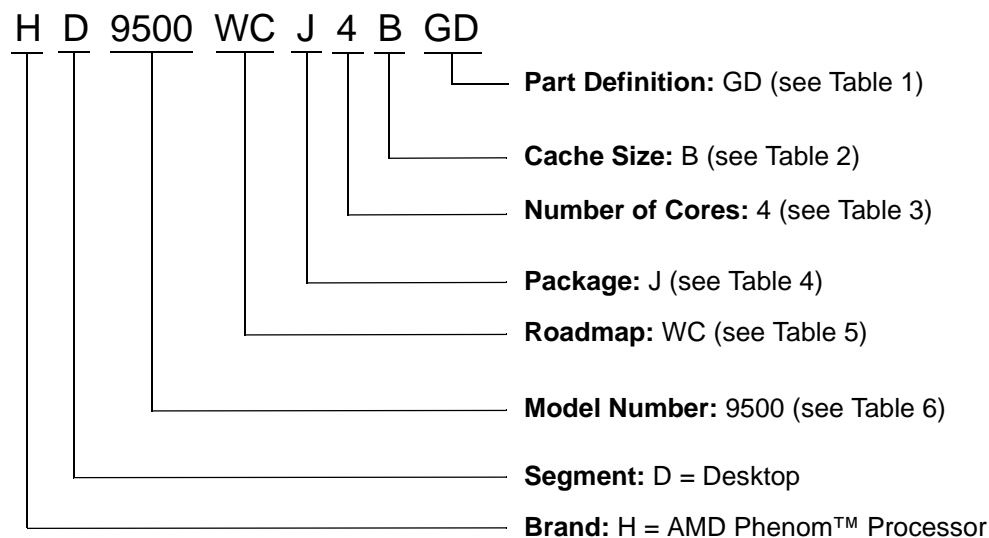 H D 9500 WC J 4 B GD
Part Definition: GD (see Table 1)
Cache Size: B (see Table 2)
Number of Cores: 4 (see Table 3)
Package: J (see Table 4)
Roadmap: WC (see Table 5)
Model Number: 9500 (see Table 6)
Segment: D = Desktop
Brand: H = AMD Phenom™ Processor